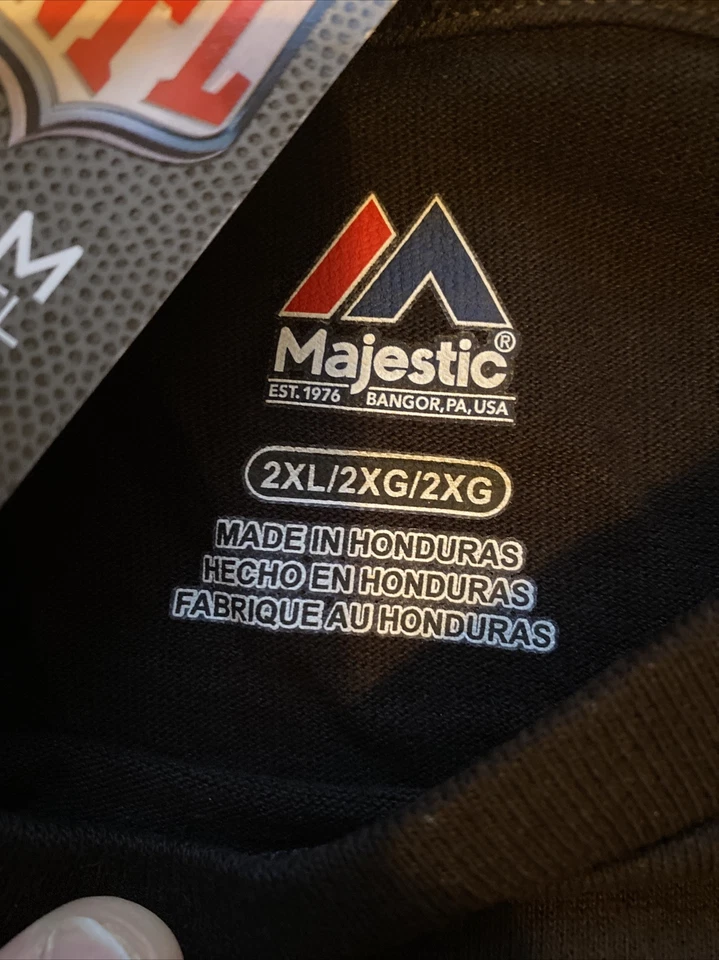 Majestic®
EST. 1976 BANGOR, PA, USA
2XL/2XG/2XG
MADE IN HONDURAS
HECHO EN HONDURAS
FABRIQUE AU HONDURAS